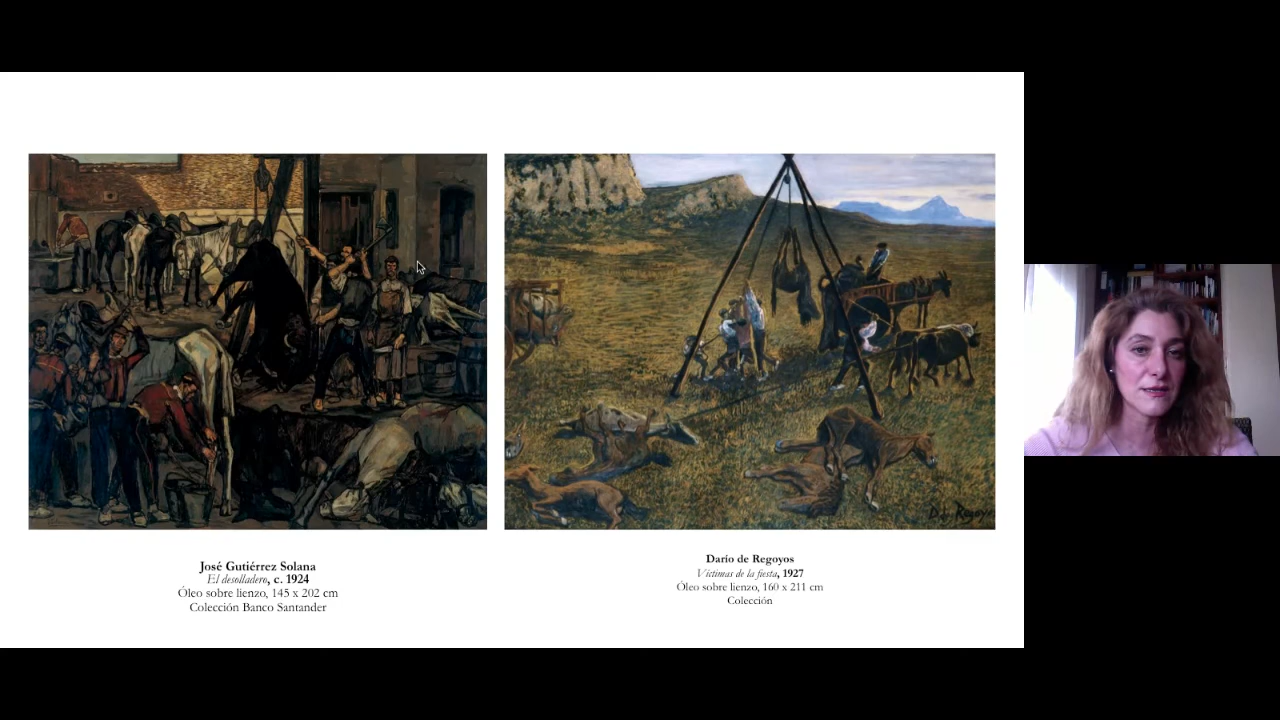 José Gutiérrez Solana
El desolladero, c. 1924
Óleo sobre lienzo, 145 x 202 cm
Colección Banco Santander
Darío de Regoyos
Víctimas de la fiesta, 1927
Óleo sobre lienzo, 160 x 211 cm
Colección